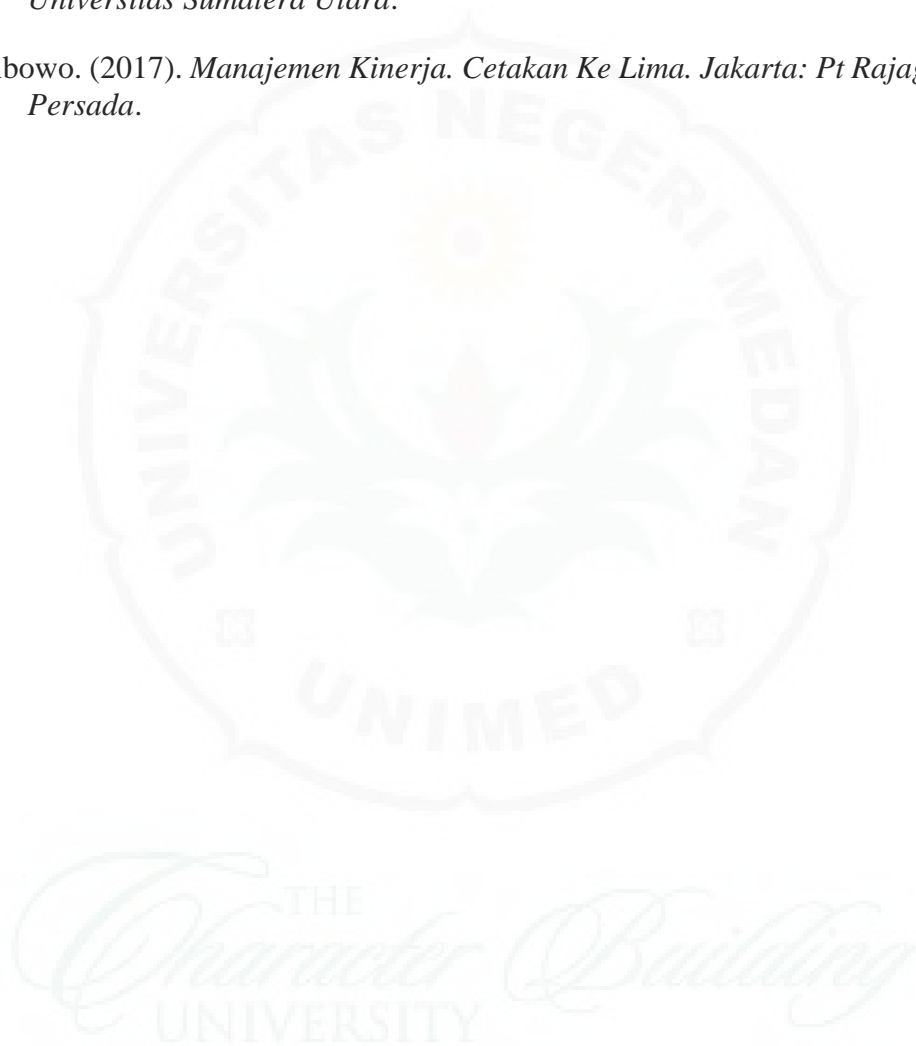 Universitas Sumatera Utara.
bowo. (2017). Manajemen Kinerja. Cetakan Ke Lima. Jakarta: Pt Rajag
Persada.
UNIVERSITAS NEGERI MEDAN
UNIMED
THE
Character Building
UNIVERSITY